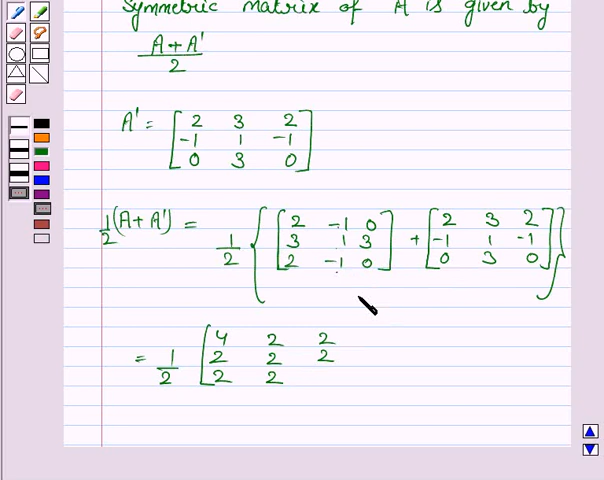 Symmetric matrix of A is given by
A+A'
2
A' = [2 3 2
-1 1 -1
0 3 0]
1/2 (A+A') = 1/2 { [2 -1 0
3 1 3
2 -1 0] + [2 3 2
-1 1 -1
0 3 0] }
= 1/2 [4 2 2
2 2 2
2 2